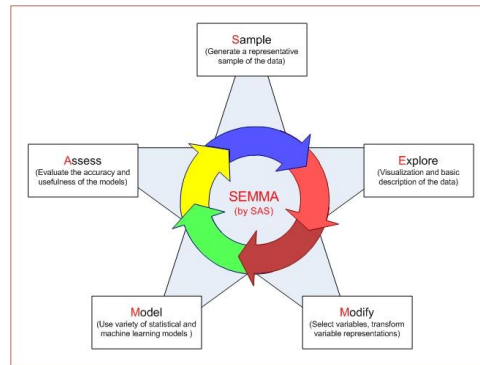 Sample
(Generate a representative
sample of the data)
Assess
(Evaluate the accuracy and
usefulness of the models)
Explore
(Visualization and basic
description of the data)
SEMMA
(by SAS)
Model
(Use variety of statistical and
machine learning models )
Modify
(Select variables, transform
variable representations)